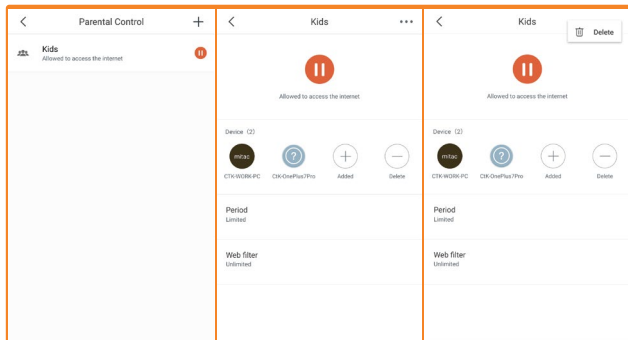 Parental Control
Kids
Allowed to access the internet
Kids
Allowed to access the internet
Device (2)
mitac
?
CTK-WORK-PC
CtK-OnePlus7Pro
Added
Delete
Period
Limited
Web filter
Unlimited
Kids
Delete
Allowed to access the internet
Device (2)
mitac
?
CTK-WORK-PC
CtK-OnePlus7Pro
Added
Delete
Period
Limited
Web filter
Unlimited